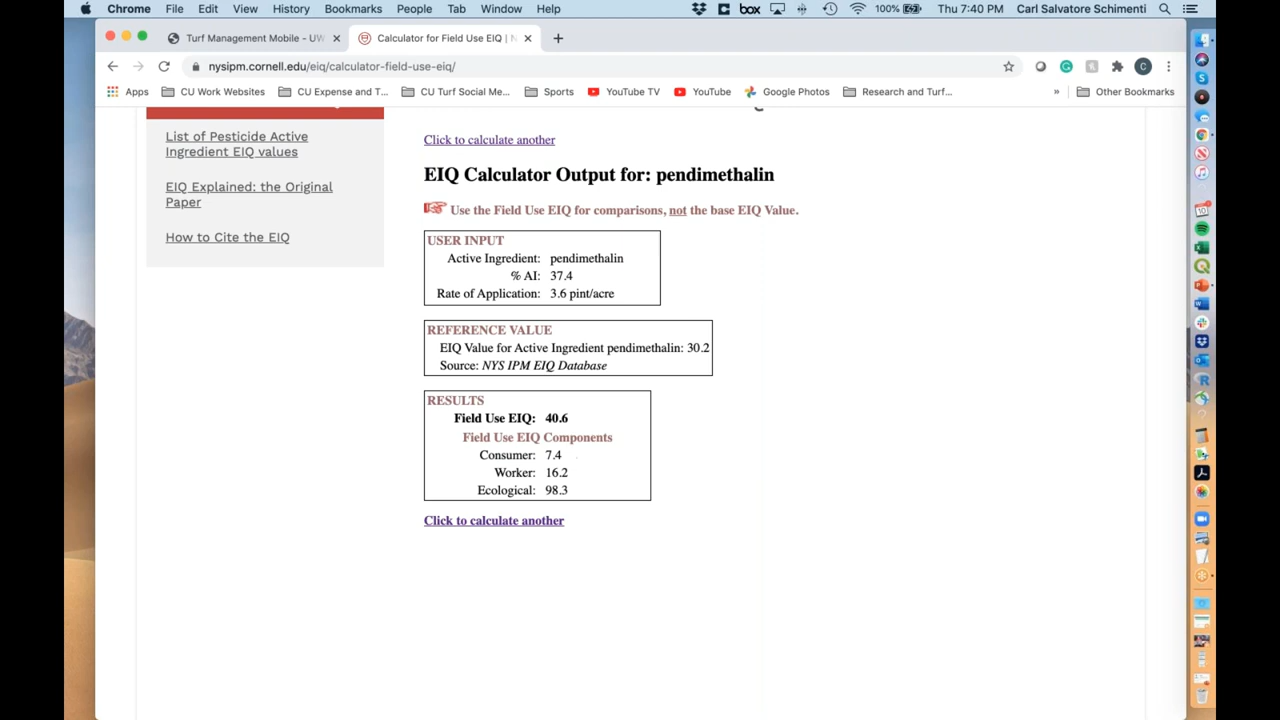 Chrome File Edit View History Bookmarks People Tab Window Help box 100% Thu 7:40 PM Carl Salvatore Schimenti
Turf Management Mobile - UW Calculator for Field Use EIQ | N
nysipm.cornell.edu/eiq/calculator-field-use-eiq/
Apps CU Work Websites CU Expense and T... CU Turf Social Me... Sports YouTube TV YouTube Google Photos Research and Turf... » Other Bookmarks
List of Pesticide Active
Ingredient EIQ values
EIQ Explained: the Original
Paper
How to Cite the EIQ
Click to calculate another
EIQ Calculator Output for: pendimethalin
Use the Field Use EIQ for comparisons, not the base EIQ Value.
USER INPUT
Active Ingredient: pendimethalin
% AI: 37.4
Rate of Application: 3.6 pint/acre
REFERENCE VALUE
EIQ Value for Active Ingredient pendimethalin: 30.2
Source: NYS IPM EIQ Database
RESULTS
Field Use EIQ: 40.6
Field Use EIQ Components
Consumer: 7.4
Worker: 16.2
Ecological: 98.3
Click to calculate another